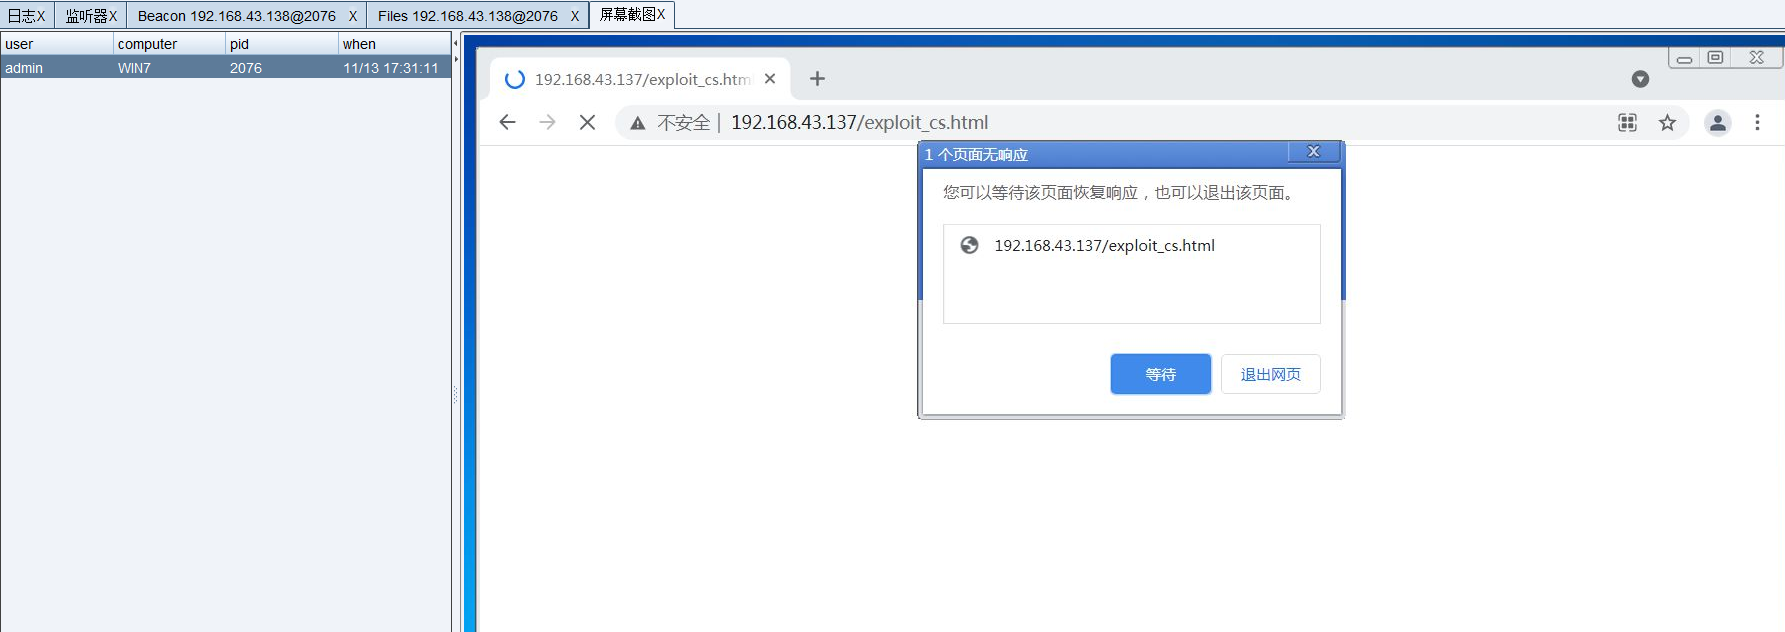 日志X 监听器X Beacon 192.168.43.138@2076 X Files 192.168.43.138@2076 X 屏幕截图X
user computer pid when
admin WIN7 2076 11/13 17:31:11
192.168.43.137/exploit_cs.htm
不安全 | 192.168.43.137/exploit_cs.html
1 个页面无响应
您可以等待该页面恢复响应，也可以退出该页面。
192.168.43.137/exploit_cs.html
等待 退出网页